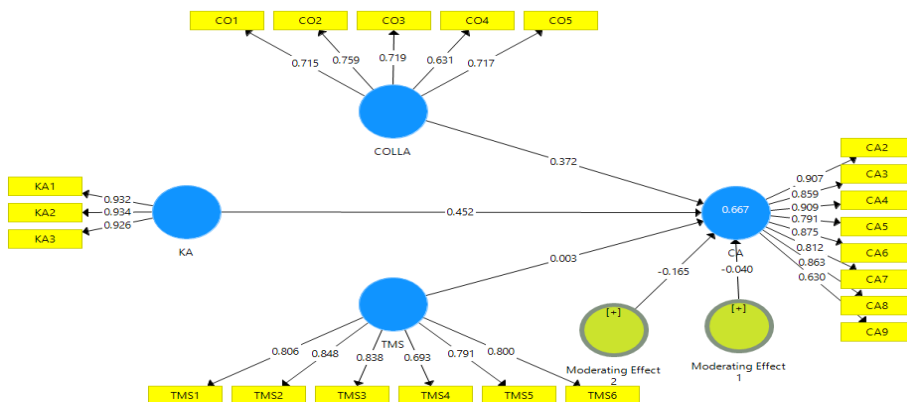 CO1 CO2 CO3 CO4 CO5
0.715 0.759 0.719 0.631 0.717
COLLA
0.372
KA1
KA2
KA3
0.932
0.934
0.926
KA
0.452
0.667
CA
CA2
CA3
CA4
CA5
CA6
CA7
CA8
CA9
0.907
0.859
0.909
0.791
0.875
0.812
0.863
0.630
0.003
-0.165
-0.040
[+]
Moderating Effect
2
[+]
Moderating Effect
1
TMS
0.806 0.848 0.838 0.693 0.791 0.800
TMS1 TMS2 TMS3 TMS4 TMS5 TMS6